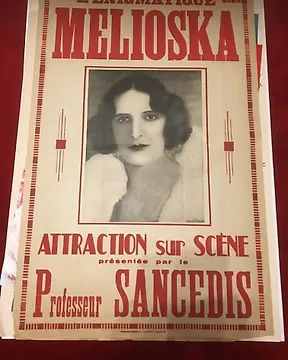 L'ÉNIGMATIQUE
MELIOSKA
ATTRACTION sur SCÈNE
présentée par le
Professeur SANCEDIS